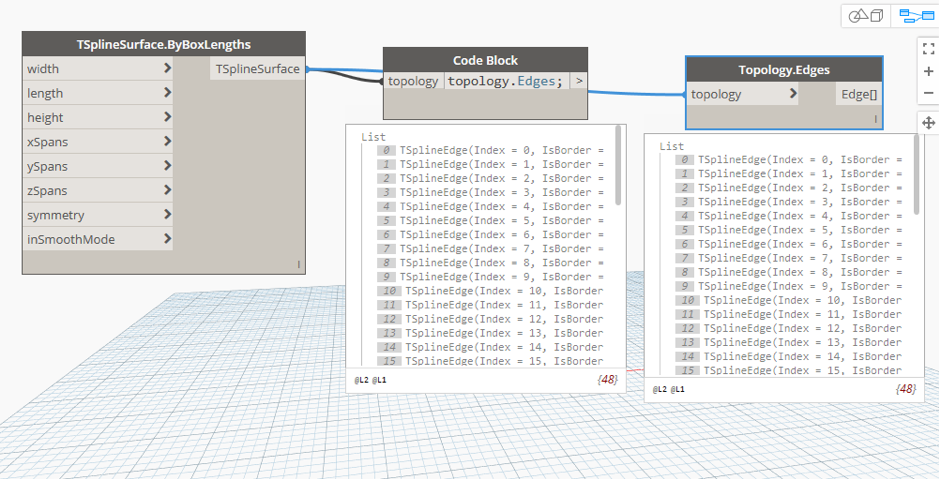 TSplineSurface.ByBoxLengths
width > TSplineSurface
length >
height >
xSpans >
ySpans >
zSpans >
symmetry >
inSmoothMode >
Code Block
topology topology.Edges; >
List
0 TSplineEdge(Index = 0, IsBorder =
1 TSplineEdge(Index = 1, IsBorder =
2 TSplineEdge(Index = 2, IsBorder =
3 TSplineEdge(Index = 3, IsBorder =
4 TSplineEdge(Index = 4, IsBorder =
5 TSplineEdge(Index = 5, IsBorder =
6 TSplineEdge(Index = 6, IsBorder =
7 TSplineEdge(Index = 7, IsBorder =
8 TSplineEdge(Index = 8, IsBorder =
9 TSplineEdge(Index = 9, IsBorder =
10 TSplineEdge(Index = 10, IsBorder
11 TSplineEdge(Index = 11, IsBorder
12 TSplineEdge(Index = 12, IsBorder
13 TSplineEdge(Index = 13, IsBorder
14 TSplineEdge(Index = 14, IsBorder
15 TSplineEdge(Index = 15, IsBorder
@L2 @L1 {48}
Topology.Edges
topology > Edge[]
List
0 TSplineEdge(Index = 0, IsBorder =
1 TSplineEdge(Index = 1, IsBorder =
2 TSplineEdge(Index = 2, IsBorder =
3 TSplineEdge(Index = 3, IsBorder =
4 TSplineEdge(Index = 4, IsBorder =
5 TSplineEdge(Index = 5, IsBorder =
6 TSplineEdge(Index = 6, IsBorder =
7 TSplineEdge(Index = 7, IsBorder =
8 TSplineEdge(Index = 8, IsBorder =
9 TSplineEdge(Index = 9, IsBorder =
10 TSplineEdge(Index = 10, IsBorder
11 TSplineEdge(Index = 11, IsBorder
12 TSplineEdge(Index = 12, IsBorder
13 TSplineEdge(Index = 13, IsBorder
14 TSplineEdge(Index = 14, IsBorder
15 TSplineEdge(Index = 15, IsBorder
@L2 @L1 {48}